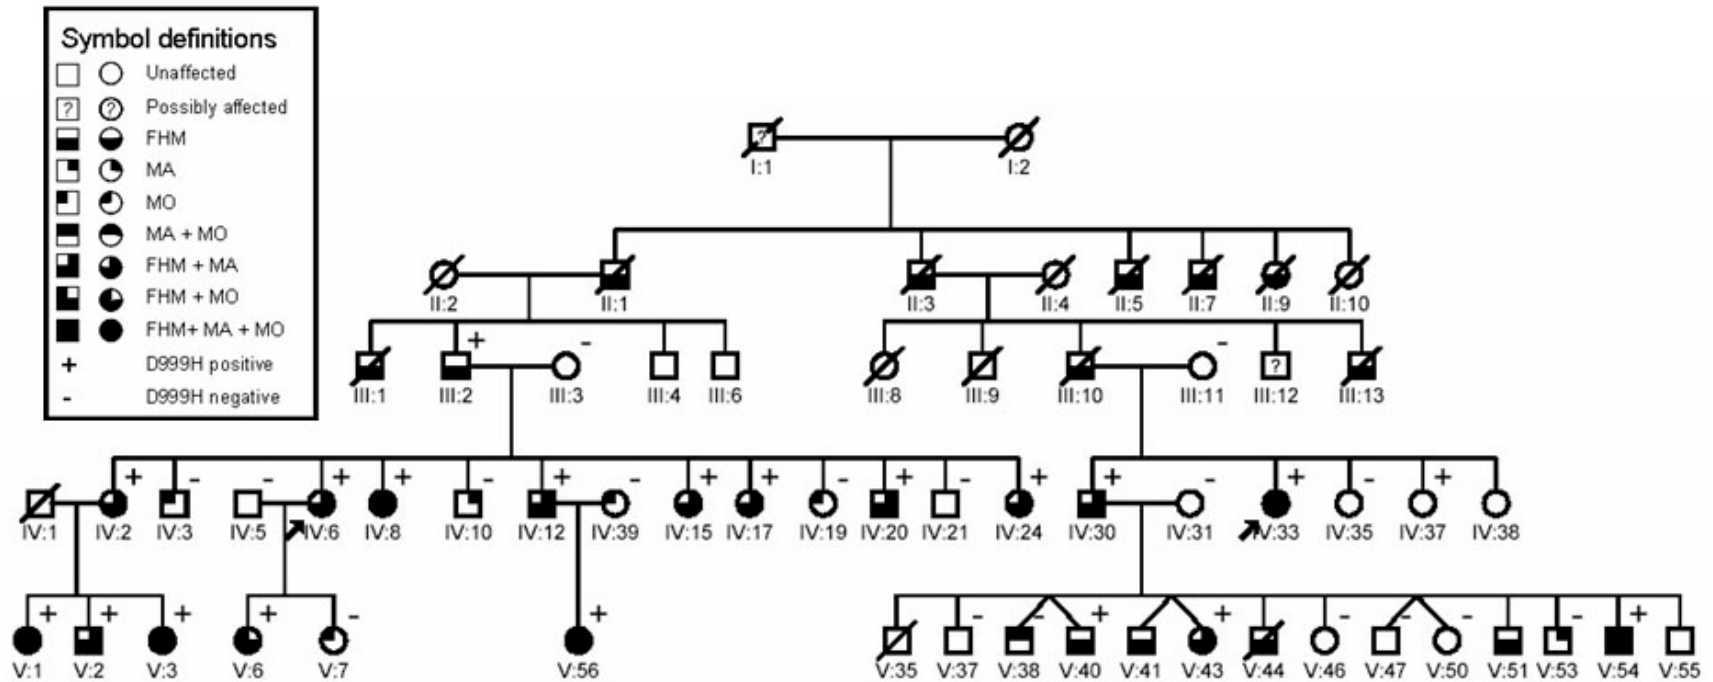 Symbol definitions
Unaffected
? ? Possibly affected
FHM
MA
MO
MA + MO
FHM + MA
FHM + MO
FHM+ MA + MO
+ D999H positive
- D999H negative
?
I:1 I:2
II:2 II:1 II:3 II:4 II:5 II:7 II:9 II:10
+ - - ?
III:1 III:2 III:3 III:4 III:6 III:8 III:9 III:10 III:11 III:12 III:13
+ - - + + - + - + + - + - + + - + - +
IV:1 IV:2 IV:3 IV:5 IV:6 IV:8 IV:10 IV:12 IV:39 IV:15 IV:17 IV:19 IV:20 IV:21 IV:24 IV:30 IV:31 IV:33 IV:35 IV:37 IV:38
+ + + + - + - - + + - - - - +
V:1 V:2 V:3 V:6 V:7 V:56 V:35 V:37 V:38 V:40 V:41 V:43 V:44 V:46 V:47 V:50 V:51 V:53 V:54 V:55